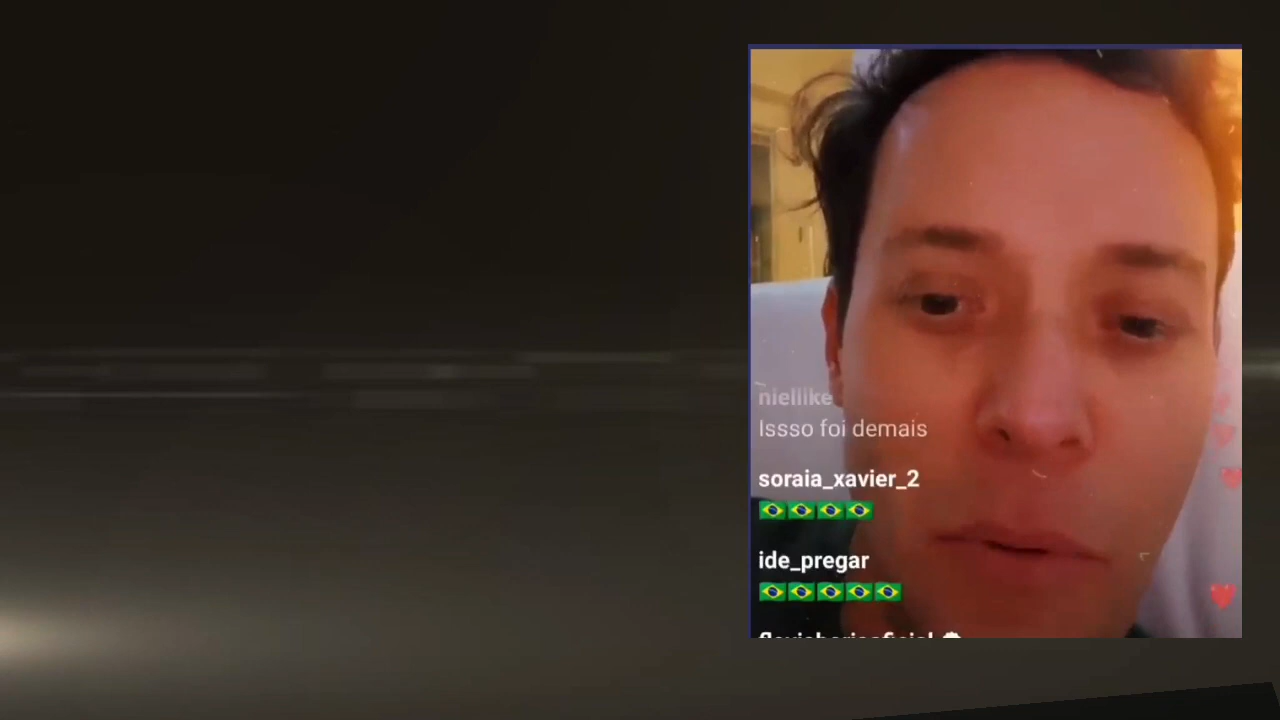 niellike
Issso foi demais
soraia_xavier_2
🇧🇷🇧🇷🇧🇷🇧🇷
ide_pregar
🇧🇷🇧🇷🇧🇷🇧🇷🇧🇷